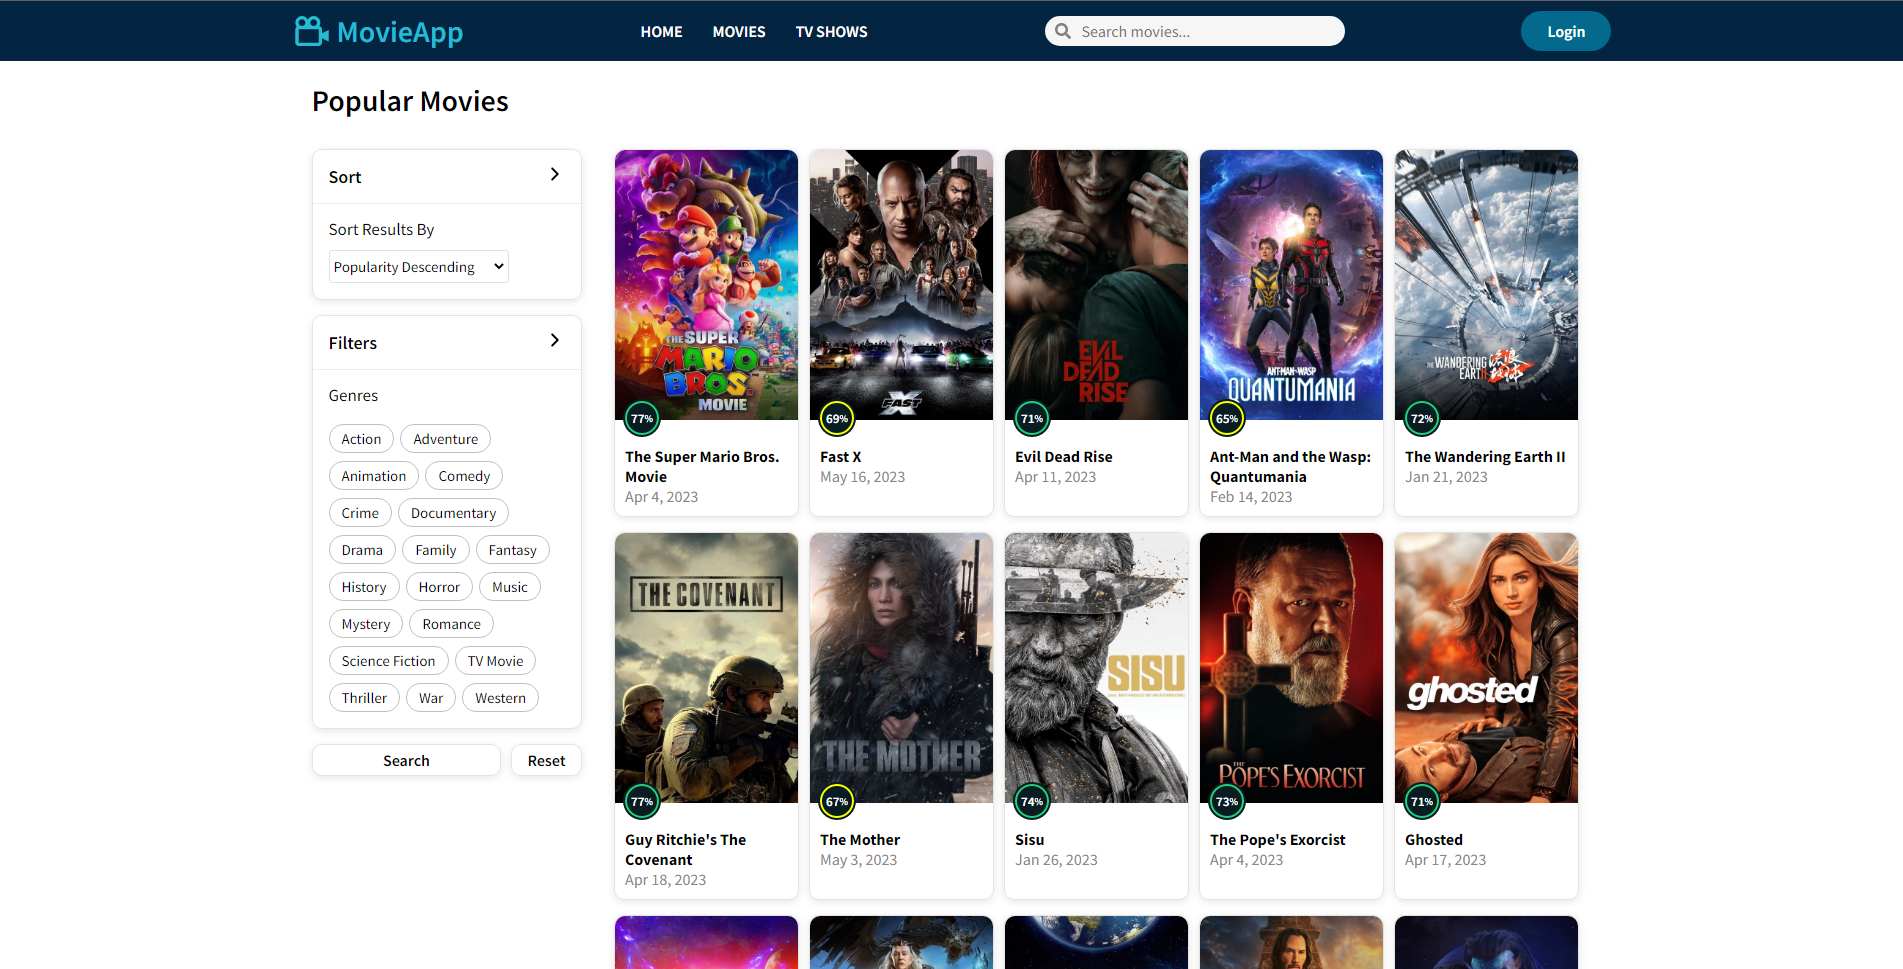 MovieApp
HOME
MOVIES
TV SHOWS
Search movies...
Login
Popular Movies
Sort
Sort Results By
Popularity Descending
Filters
Genres
Action
Adventure
Animation
Comedy
Crime
Documentary
Drama
Family
Fantasy
History
Horror
Music
Mystery
Romance
Science Fiction
TV Movie
Thriller
War
Western
Search
Reset
THE SUPER
MARIO
BROS.
MOVIE
77%
The Super Mario Bros.
Movie
Apr 4, 2023
FAST
X
69%
Fast X
May 16, 2023
EVIL
DEAD
RISE
71%
Evil Dead Rise
Apr 11, 2023
ANT-MAN AND THE WASP
QUANTUMANIA
65%
Ant-Man and the Wasp:
Quantumania
Feb 14, 2023
THE WANDERING
EARTH II
72%
The Wandering Earth II
Jan 21, 2023
THE COVENANT
77%
Guy Ritchie's The
Covenant
Apr 18, 2023
THE MOTHER
67%
The Mother
May 3, 2023
SISU
74%
Sisu
Jan 26, 2023
THE
POPE'S EXORCIST
73%
The Pope's Exorcist
Apr 4, 2023
ghosted
71%
Ghosted
Apr 17, 2023